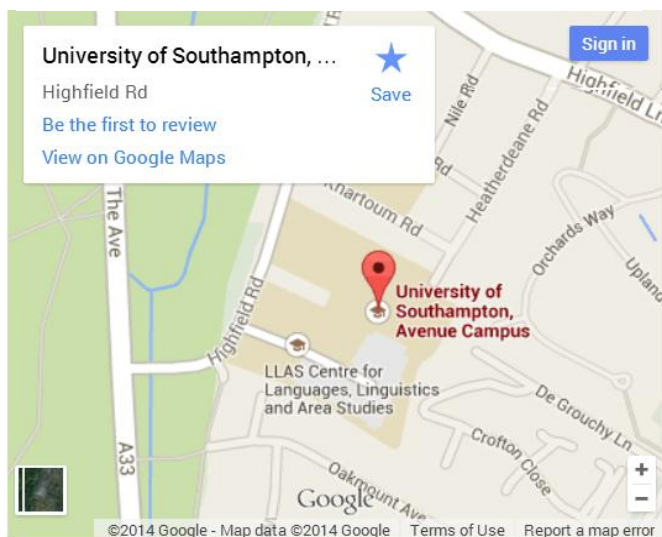 University of Southampton, ...
Highfield Rd
Be the first to review
View on Google Maps
Save
Sign in
Highfield Ln
Nile Rd
Rd
Heatherdeane Rd
Khartoum Rd
The Ave
Orchards Way
Upland
University of
Southampton,
Avenue Campus
Highfield Rd
LLAS Centre for
Languages, Linguistics
and Area Studies
De Grouchy Ln
Crofton Close
A33
Oakmount Ave
Google
+
−
©2014 Google - Map data ©2014 Google
Terms of Use
Report a map error